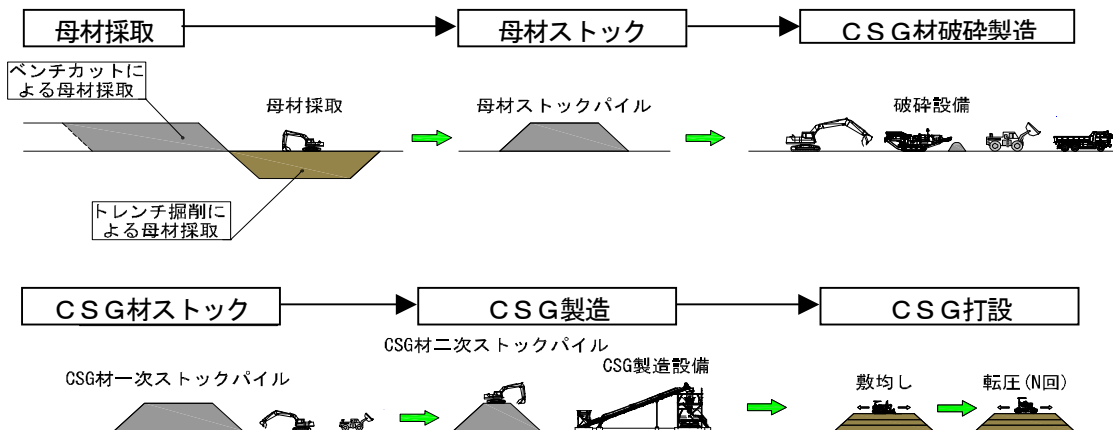 母材採取
母材ストック
CSG材破砕製造
ベンチカットに
よる母材採取
母材採取
母材ストックパイル
破砕設備
トレンチ掘削に
よる母材採取
CSG材ストック
CSG製造
CSG打設
CSG材二次ストックパイル
CSG材一次ストックパイル
CSG製造設備
敷均し
転圧(N回)